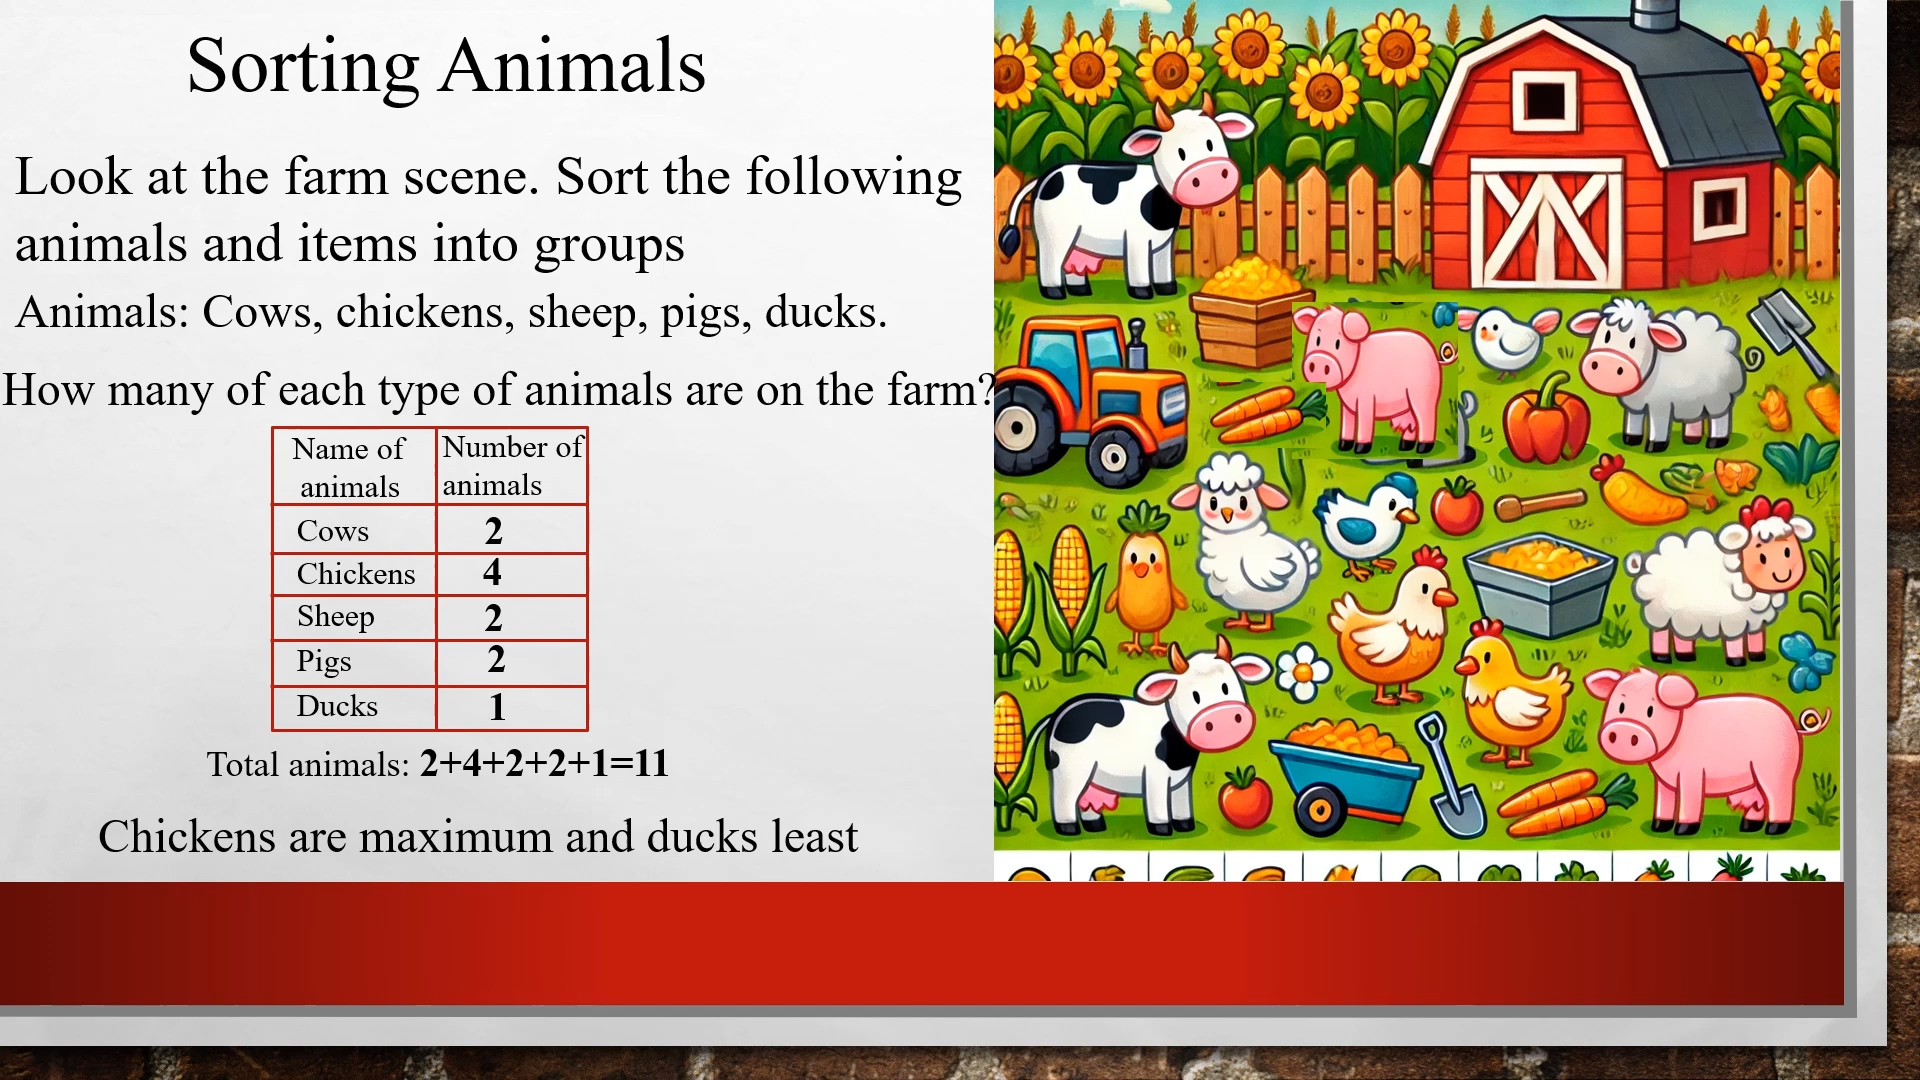 Sorting Animals
Look at the farm scene. Sort the following
animals and items into groups
Animals: Cows, chickens, sheep, pigs, ducks.
How many of each type of animals are on the farm?
Name of animals Number of animals
Cows 2
Chickens 4
Sheep 2
Pigs 2
Ducks 1
Total animals: 2+4+2+2+1=11
Chickens are maximum and ducks least